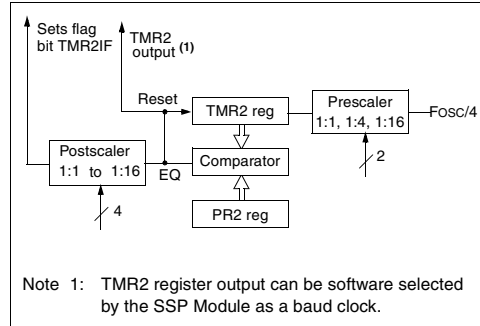 Sets flag
bit TMR2IF
TMR2
output (1)
Reset
TMR2 reg
Prescaler
1:1, 1:4, 1:16
FOSC/4
2
Postscaler
1:1 to 1:16
EQ
Comparator
4
PR2 reg
Note 1: TMR2 register output can be software selected
by the SSP Module as a baud clock.